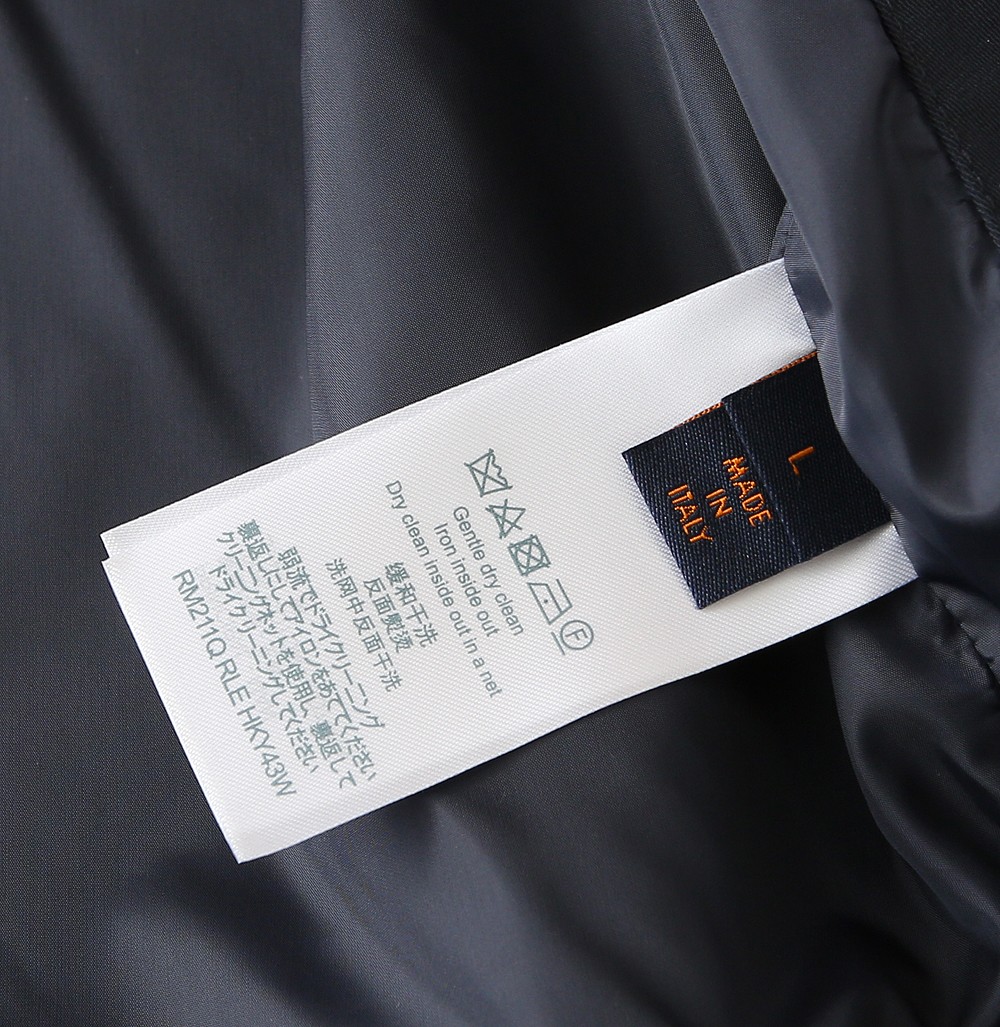 L
MADE
IN
ITALY
F
Gentle dry clean
Iron inside out
Dry clean inside out in a net
缓和干洗
反面熨烫
洗网中反面干洗
弱流でドライクリーニング
裏返しにしてアイロンをあててください
クリーニングネットを使用し、裏返して
ドライクリーニングしてください
RM211Q RLE HKY43W